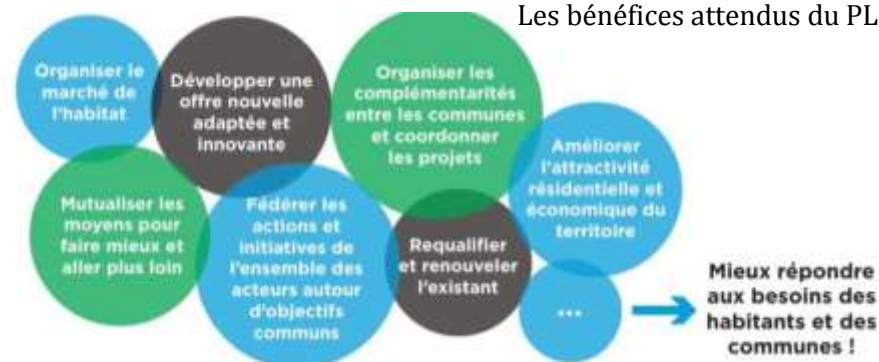 Les bénéfices attendus du PL
Organiser le
marché de
l'habitat
Développer une
offre nouvelle
adaptée et
innovante
Organiser les
complémentarités
entre les communes
et coordonner
les projets
Améliorer
l'attractivité
résidentielle et
économique du
territoire
Mutualiser les
moyens pour
faire mieux et
aller plus loin
Fédérer les
actions et
initiatives de
l'ensemble des
acteurs autour
d'objectifs
communs
Requalifier
et renouveler
l'existant
...
Mieux répondre
aux besoins des
habitants et des
communes !